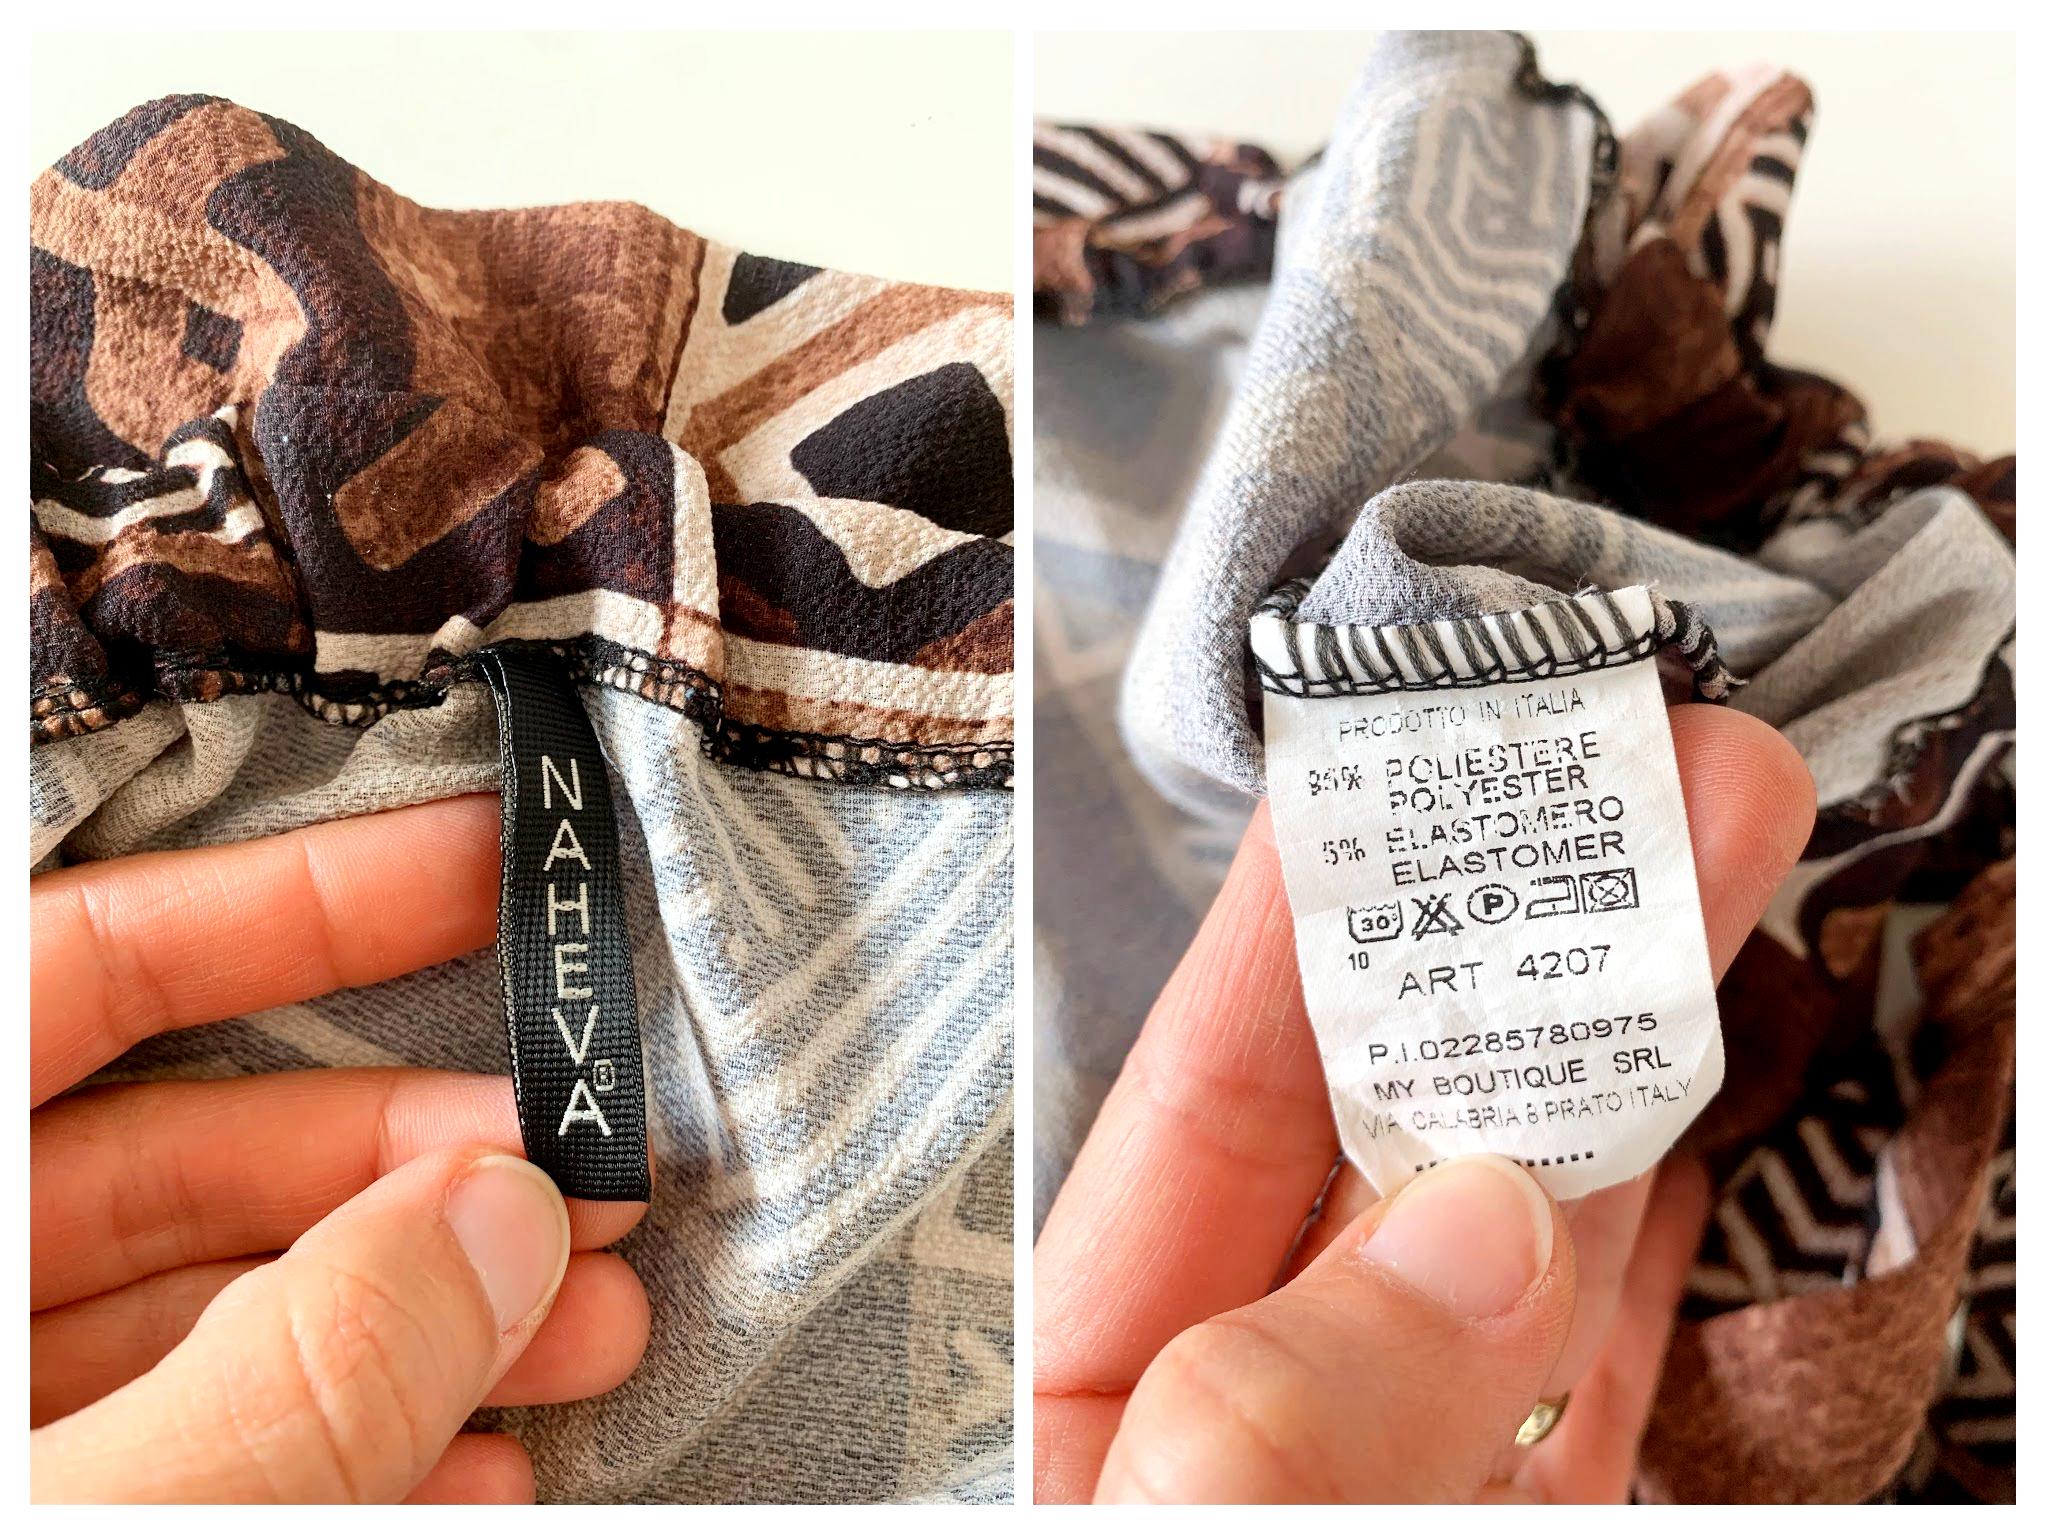 NAHEVA®
PRODOTTO IN ITALIA
95% POLIESTERE
POLYESTER
5% ELASTOMERO
ELASTOMER
30 P
10
ART 4207
P.I.02285780975
MY BOUTIQUE SRL
VIA CALABRIA 8 PRATO ITALY